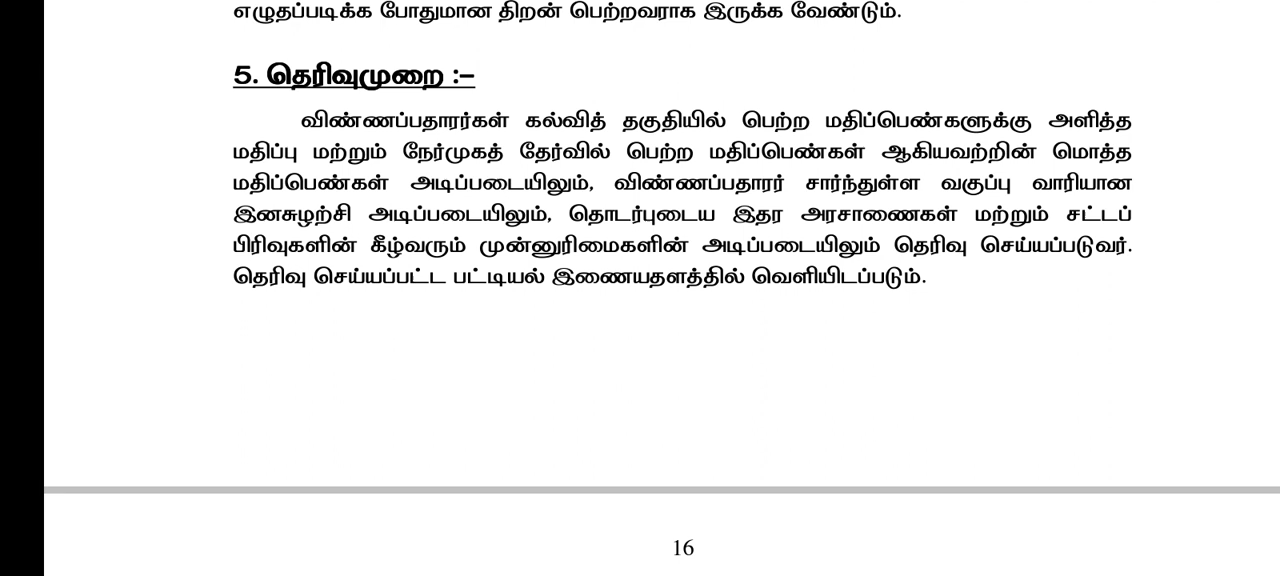 எழுதப்படிக்க போதுமான திறன் பெற்றவராக இருக்க வேண்டும்.
5. தெரிவுமுறை :–
விண்ணப்பதாரர்கள் கல்வித் தகுதியில் பெற்ற மதிப்பெண்களுக்கு அளித்த
மதிப்பு மற்றும் நேர்முகத் தேர்வில் பெற்ற மதிப்பெண்கள் ஆகியவற்றின் மொத்த
மதிப்பெண்கள் அடிப்படையிலும், விண்ணப்பதாரர் சார்ந்துள்ள வகுப்பு வாரியான
இனசுழற்சி அடிப்படையிலும், தொடர்புடைய இதர அரசாணைகள் மற்றும் சட்டப்
பிரிவுகளின் கீழ்வரும் முன்னுரிமைகளின் அடிப்படையிலும் தெரிவு செய்யப்படுவர்.
தெரிவு செய்யப்பட்ட பட்டியல் இணையதளத்தில் வெளியிடப்படும்.
16